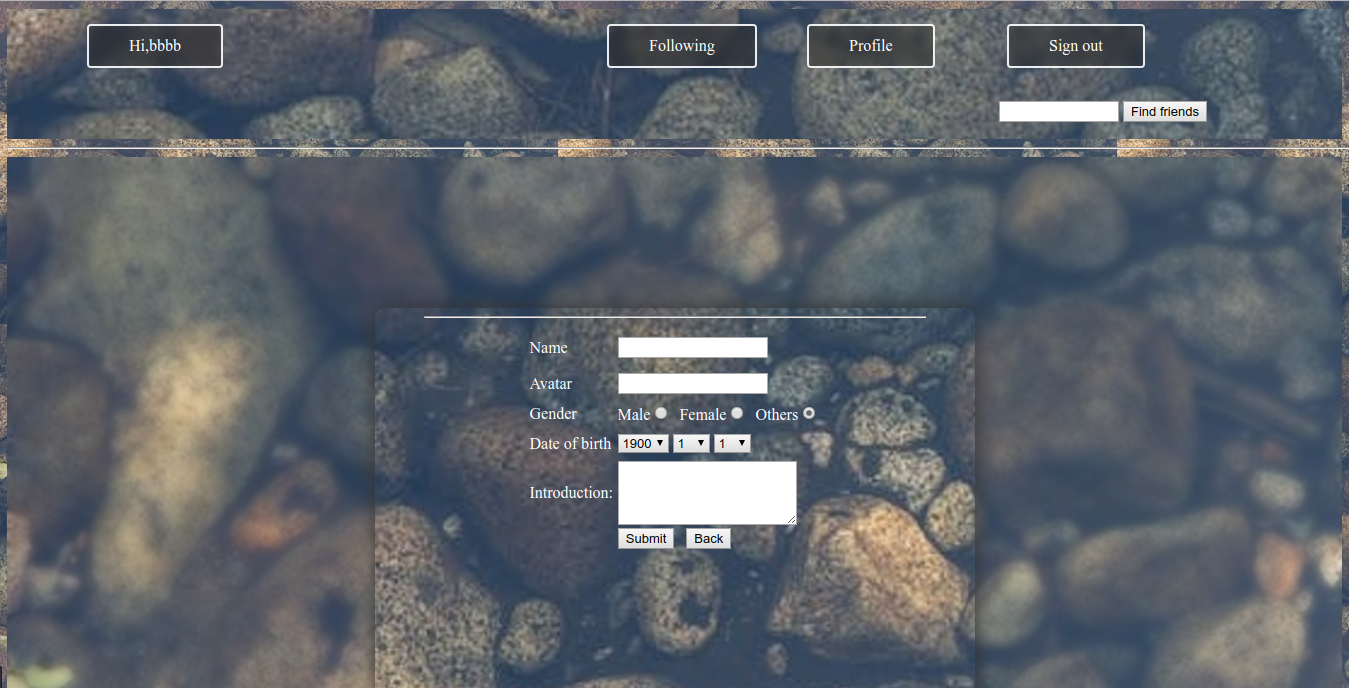 Hi,bbbb Following Profile Sign out
Find friends
Name
Avatar
Gender Male Female Others
Date of birth 1900 1 1
Introduction:
Submit Back